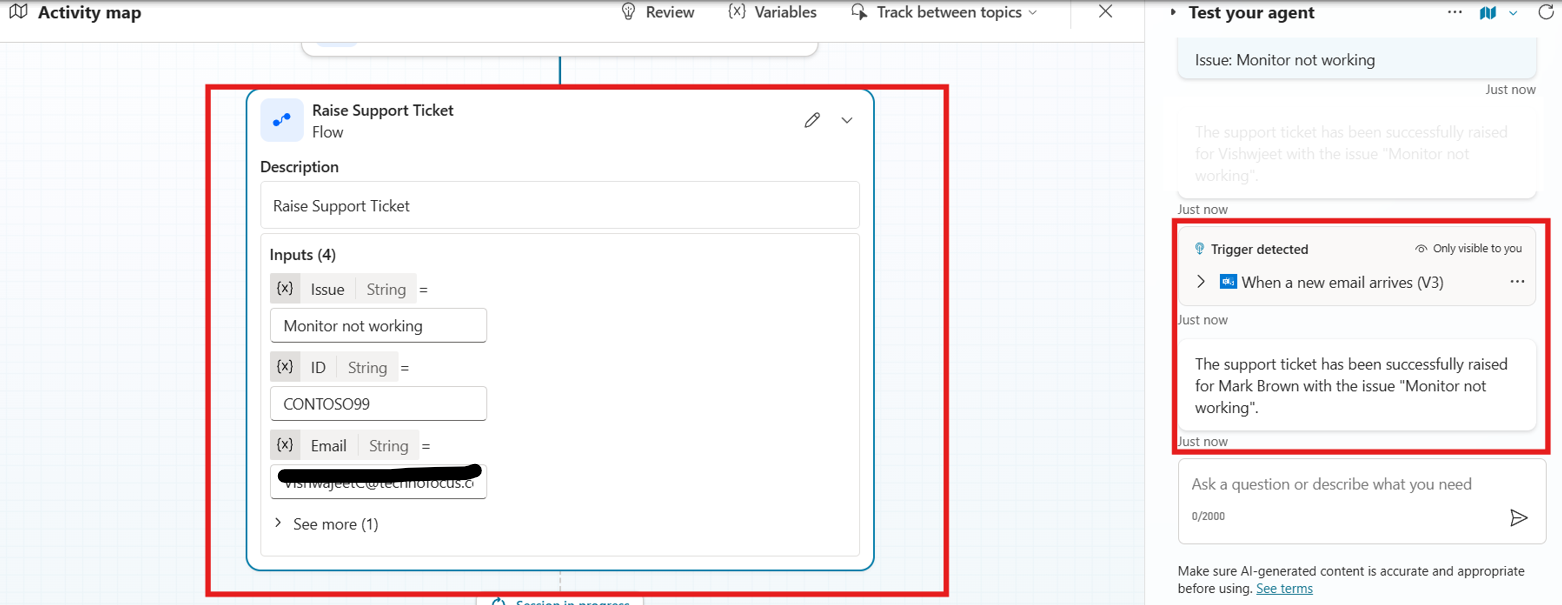 Activity map
Review
{x} Variables
Track between topics
Raise Support Ticket
Flow
Description
Raise Support Ticket
Inputs (4)
{x} Issue String =
Monitor not working
{x} ID String =
CONTOSO99
{x} Email String =
See more (1)
Session in progress
Test your agent
Issue: Monitor not working
Just now
The support ticket has been successfully raised
for Vishwjeet with the issue "Monitor not
working".
Just now
Trigger detected
Only visible to you
When a new email arrives (V3)
Just now
The support ticket has been successfully raised
for Mark Brown with the issue "Monitor not
working".
Just now
Ask a question or describe what you need
0/2000
Make sure AI-generated content is accurate and appropriate
before using. See terms